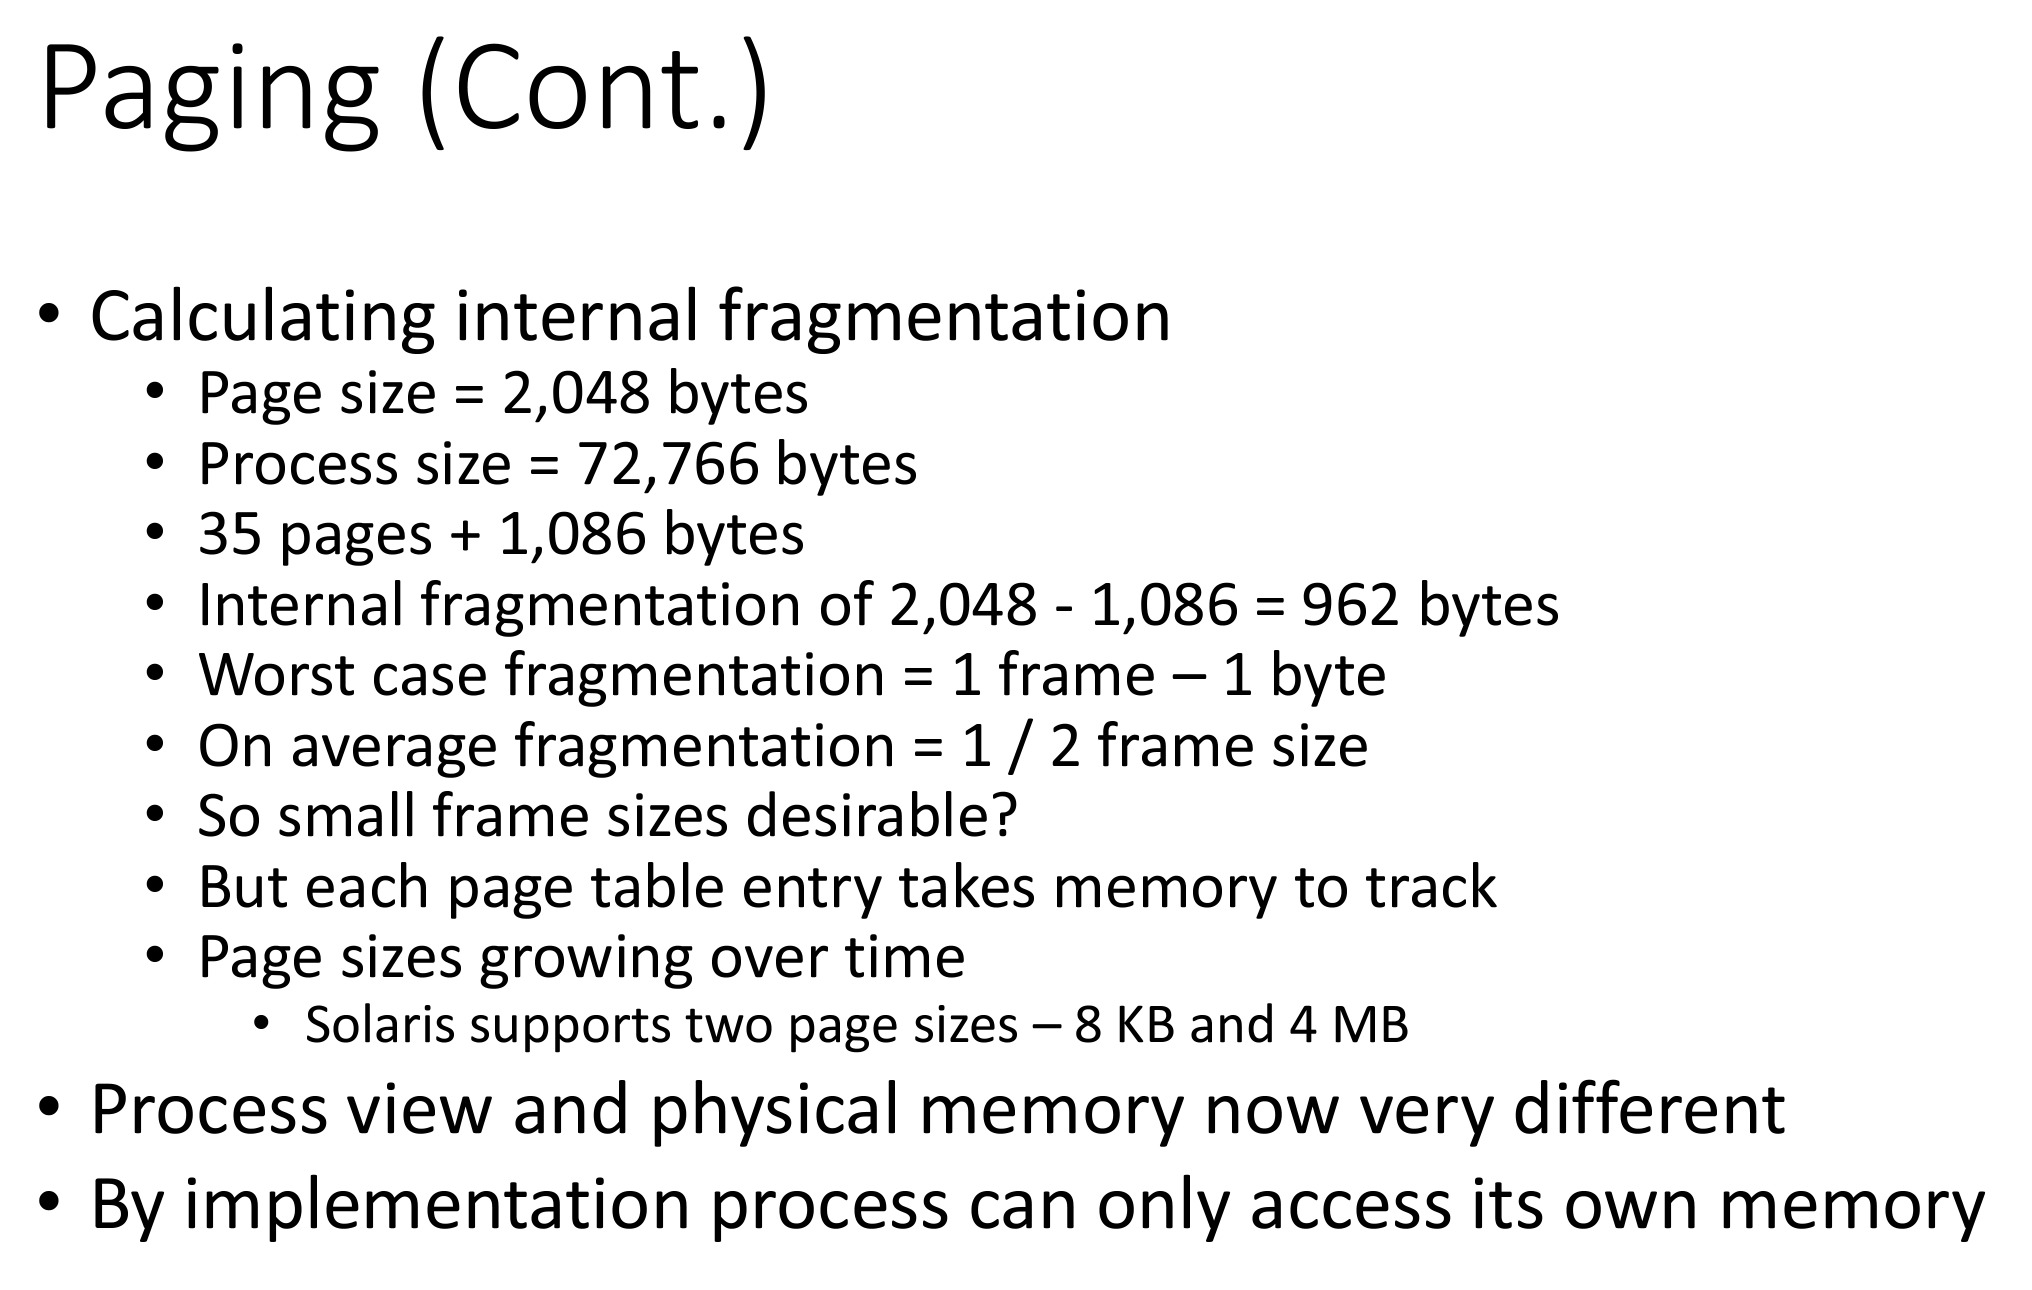 Paging (Cont.)
• Calculating internal fragmentation
• Page size = 2,048 bytes
• Process size = 72,766 bytes
• 35 pages + 1,086 bytes
• Internal fragmentation of 2,048 - 1,086 = 962 bytes
• Worst case fragmentation = 1 frame – 1 byte
• On average fragmentation = 1 / 2 frame size
• So small frame sizes desirable?
• But each page table entry takes memory to track
• Page sizes growing over time
• Solaris supports two page sizes – 8 KB and 4 MB
• Process view and physical memory now very different
• By implementation process can only access its own memory